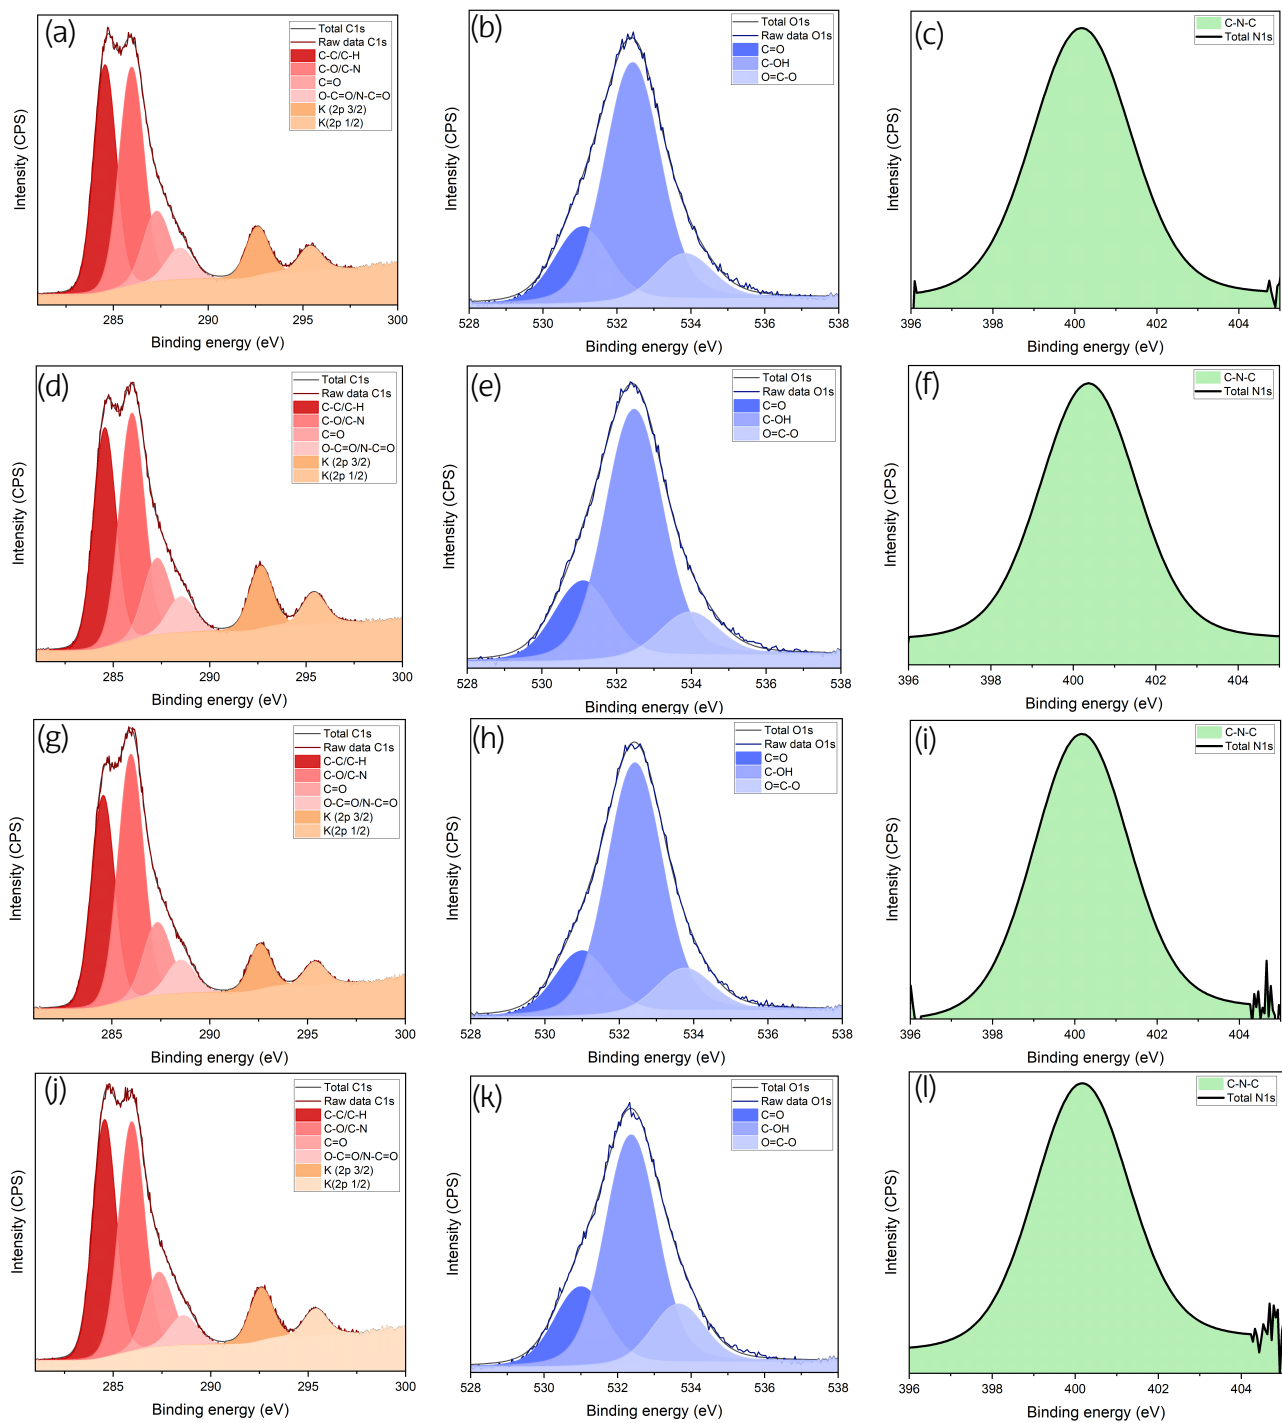 (a)
Total C1s
Raw data C1s
C-C/C-H
C-O/C-N
C=O
O-C=O/N-C=O
K (2p 3/2)
K(2p 1/2)
Intensity (CPS)
285 290 295 300
Binding energy (eV)
(b)
Total O1s
Raw data O1s
C=O
C-OH
O=C-O
Intensity (CPS)
528 530 532 534 536 538
Binding energy (eV)
(c)
C-N-C
Total N1s
Intensity (CPS)
396 398 400 402 404
Binding energy (eV)
(d)
Total C1s
Raw data C1s
C-C/C-H
C-O/C-N
C=O
O-C=O/N-C=O
K (2p 3/2)
K(2p 1/2)
Intensity (CPS)
285 290 295 300
Binding energy (eV)
(e)
Total O1s
Raw data O1s
C=O
C-OH
O=C-O
Intensity (CPS)
528 530 532 534 536 538
Binding energy (eV)
(f)
C-N-C
Total N1s
Intensity (CPS)
396 398 400 402 404
Binding energy (eV)
(g)
Total C1s
Raw data C1s
C-C/C-H
C-O/C-N
C=O
O-C=O/N-C=O
K (2p 3/2)
K(2p 1/2)
Intensity (CPS)
285 290 295 300
Binding energy (eV)
(h)
Total O1s
Raw data O1s
C=O
C-OH
O=C-O
Intensity (CPS)
528 530 532 534 536 538
Binding energy (eV)
(i)
C-N-C
Total N1s
Intensity (CPS)
396 398 400 402 404
Binding energy (eV)
(j)
Total C1s
Raw data C1s
C-C/C-H
C-O/C-N
C=O
O-C=O/N-C=O
K (2p 3/2)
K(2p 1/2)
Intensity (CPS)
285 290 295 300
Binding energy (eV)
(k)
Total O1s
Raw data O1s
C=O
C-OH
O=C-O
Intensity (CPS)
528 530 532 534 536 538
Binding energy (eV)
(l)
C-N-C
Total N1s
Intensity (CPS)
396 398 400 402 404
Binding energy (eV)